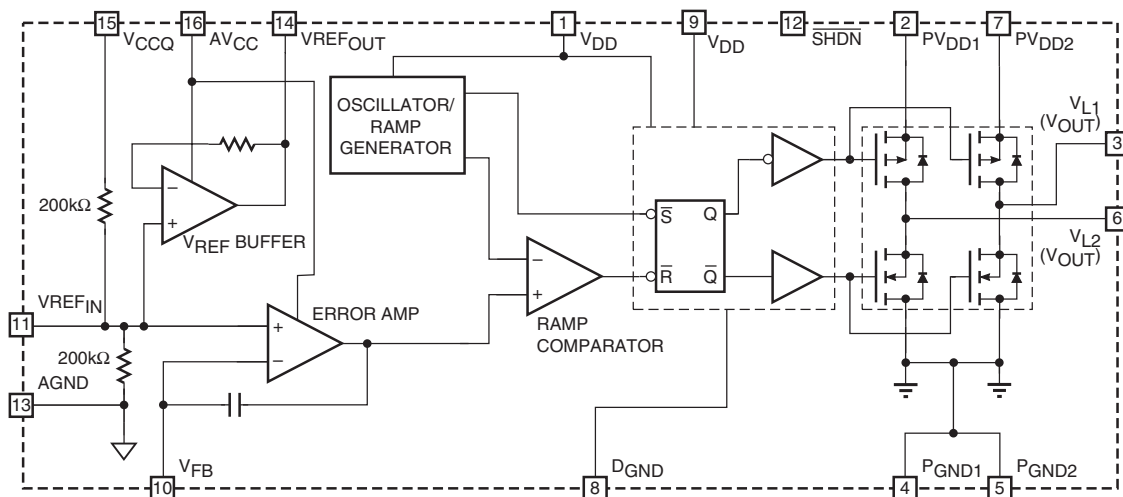 15 16 14 1 9 12 2 7
VCCQ AVCC VREFOUT VDD VDD SHDN PVDD1 PVDD2
OSCILLATOR/
RAMP
GENERATOR
VL1
(VOUT)
3
200kΩ
−
+
VREF BUFFER
S Q
R Q
6
VL2
(VOUT)
−
+
RAMP
COMPARATOR
VREFIN
11
ERROR AMP
+
−
200kΩ
AGND
13
VFB
10
DGND
8
PGND1
4
PGND2
5